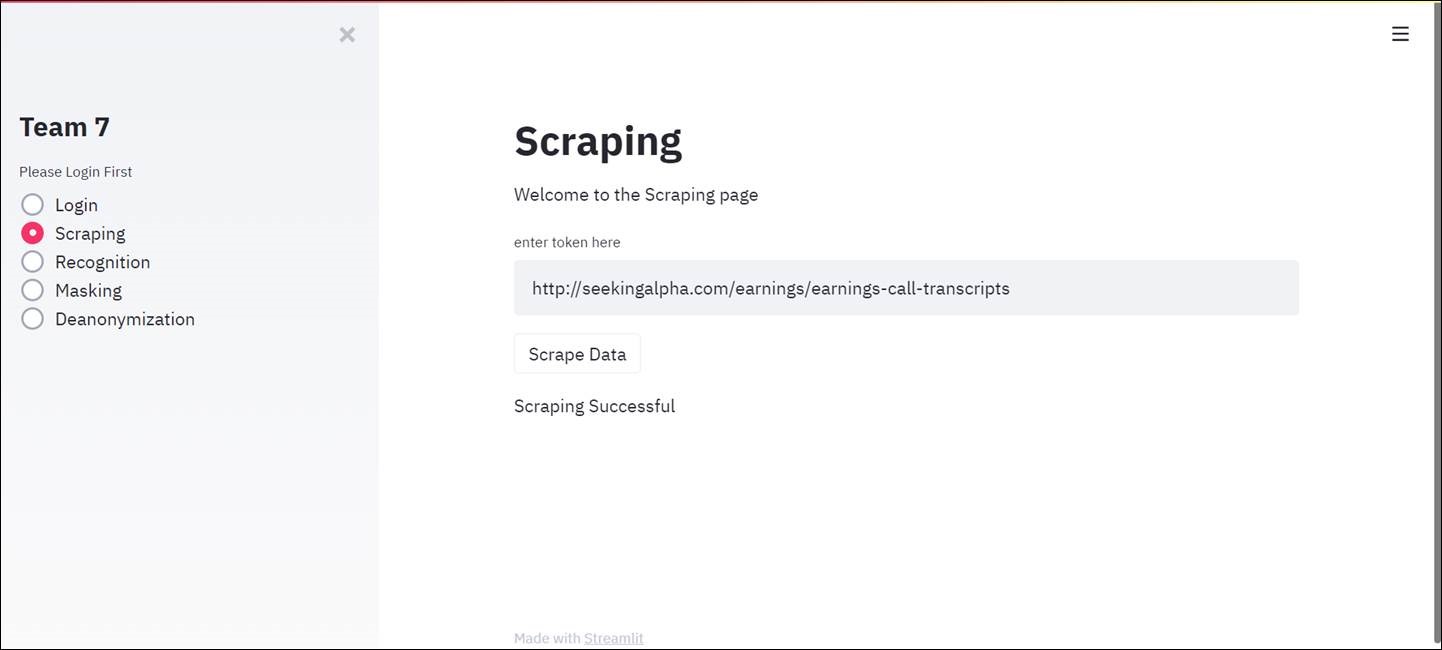 Team 7
Please Login First
Login
Scraping
Recognition
Masking
Deanonymization
Scraping
Welcome to the Scraping page
enter token here
http://seekingalpha.com/earnings/earnings-call-transcripts
Scrape Data
Scraping Successful
Made with Streamlit